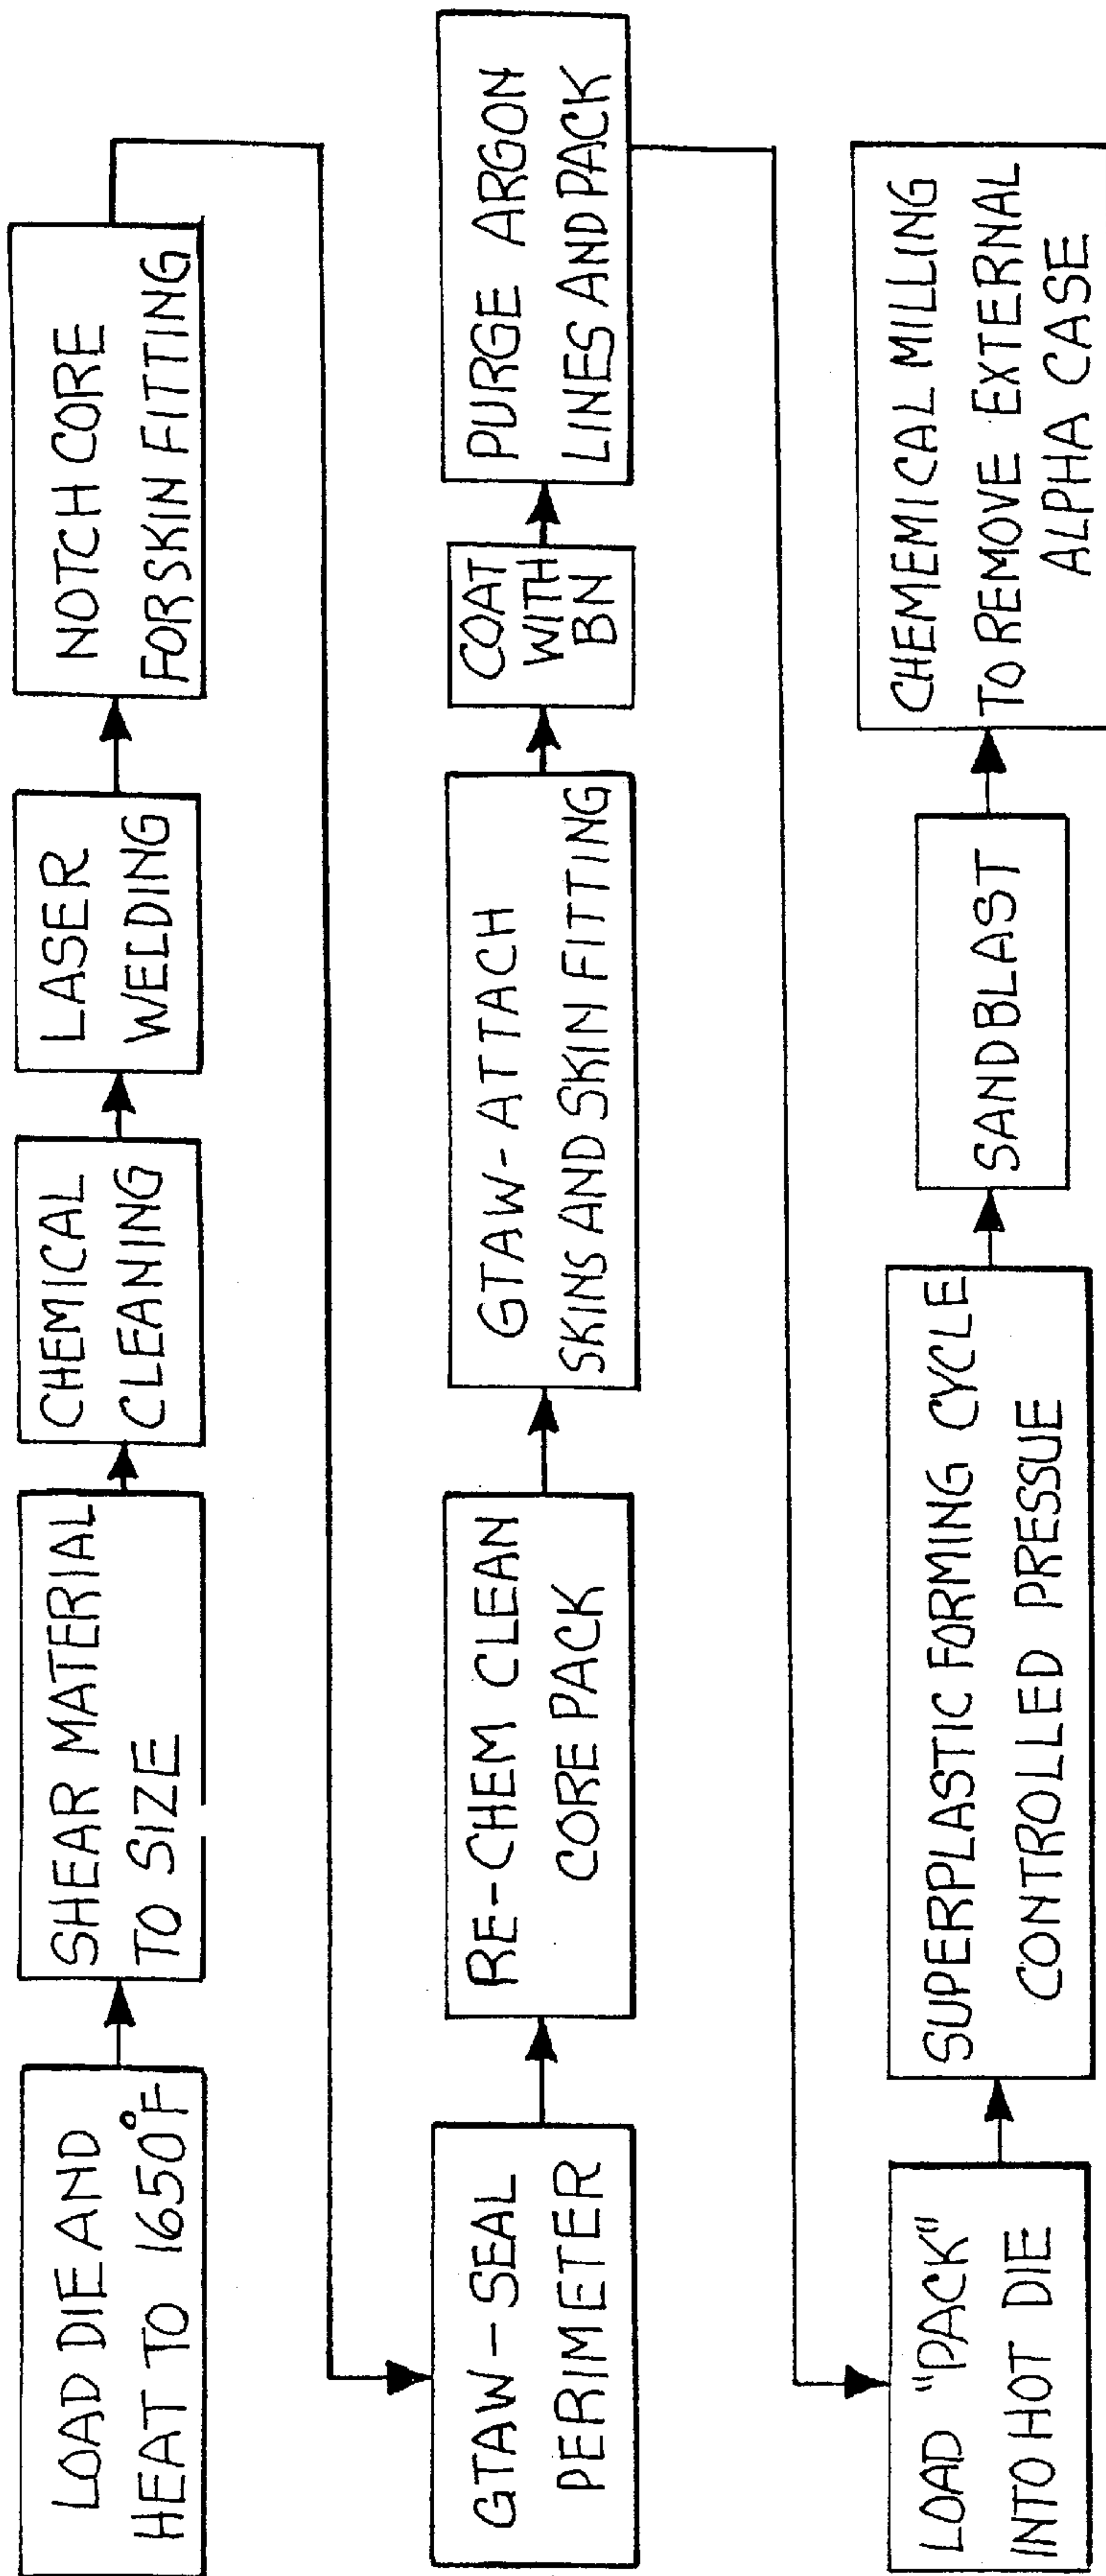 LOAD DIE AND
HEAT TO 1650°F
SHEAR MATERIAL
TO SIZE
CHEMICAL
CLEANING
LASER
WELDING
NOTCH CORE
FOR SKIN FITTING
GTAW-SEAL
PERIMETER
RE-CHEM CLEAN
CORE PACK
GTAW-ATTACH
SKINS AND SKIN FITTING
COAT
WITH
BN
PURGE ARGON
LINES AND PACK
LOAD "PACK"
INTO HOT DIE
SUPERPLASTIC FORMING CYCLE
CONTROLLED PRESSUE
SANDBLAST
CHEMEMICAL MILLING
TO REMOVE EXTERNAL
ALPHA CASE